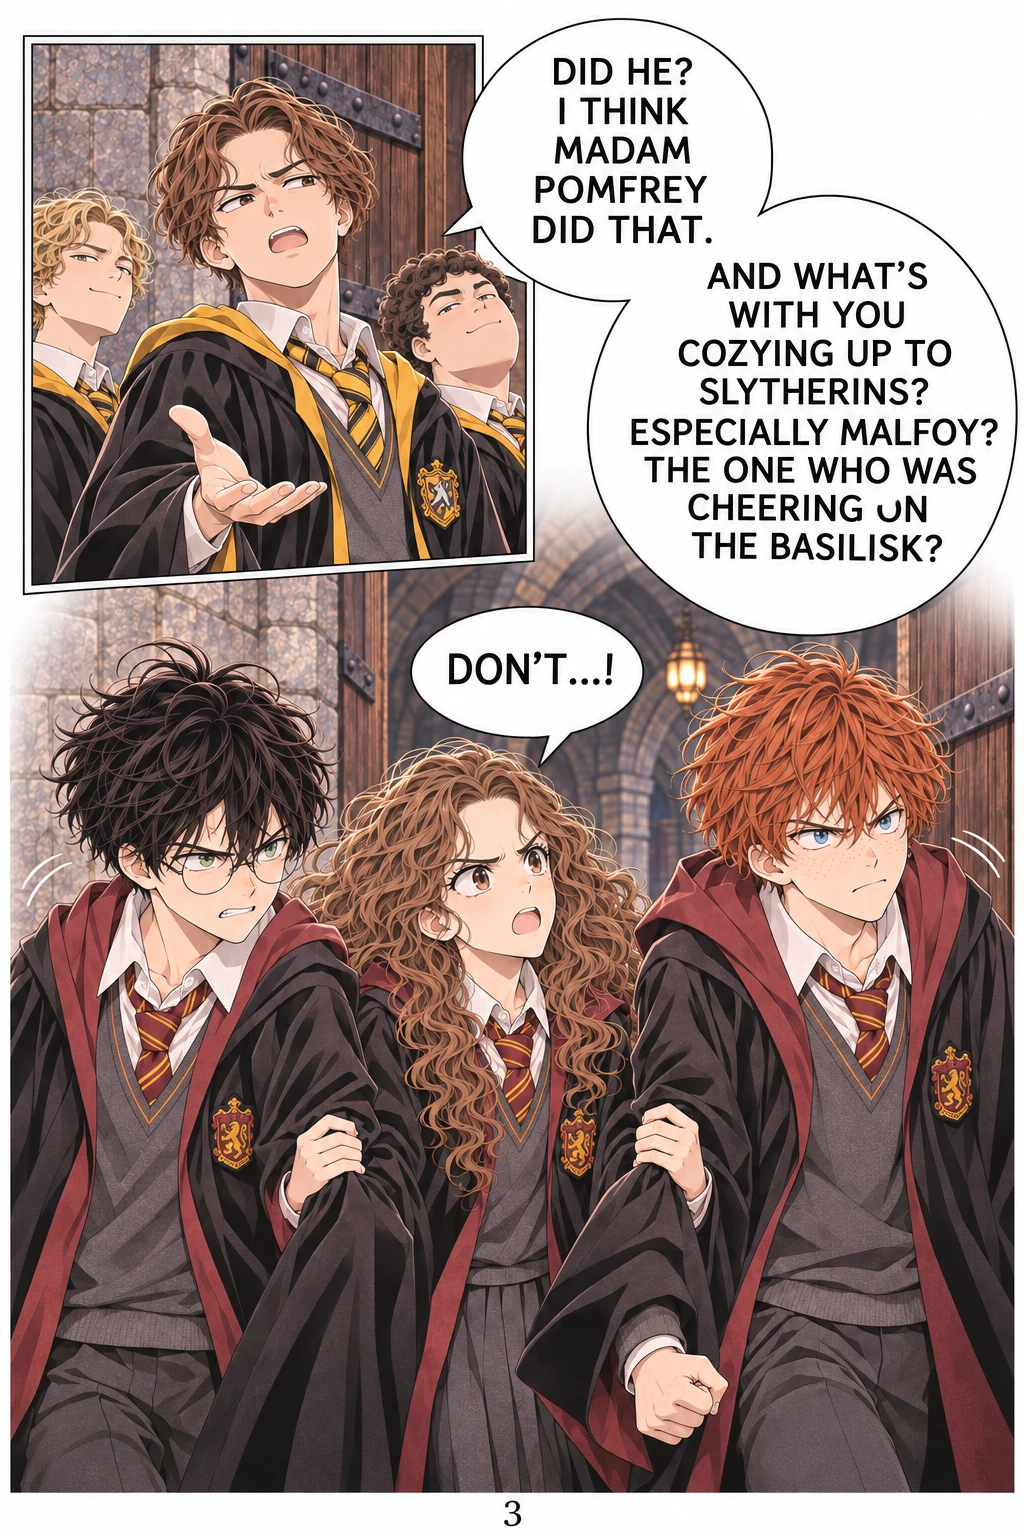 DID HE?
I THINK
MADAM
POMFREY
DID THAT.
AND WHAT'S
WITH YOU
COZYING UP TO
SLYTHERINS?
ESPECIALLY MALFOY?
THE ONE WHO WAS
CHEERING ON
THE BASILISK?
DON'T...!
3